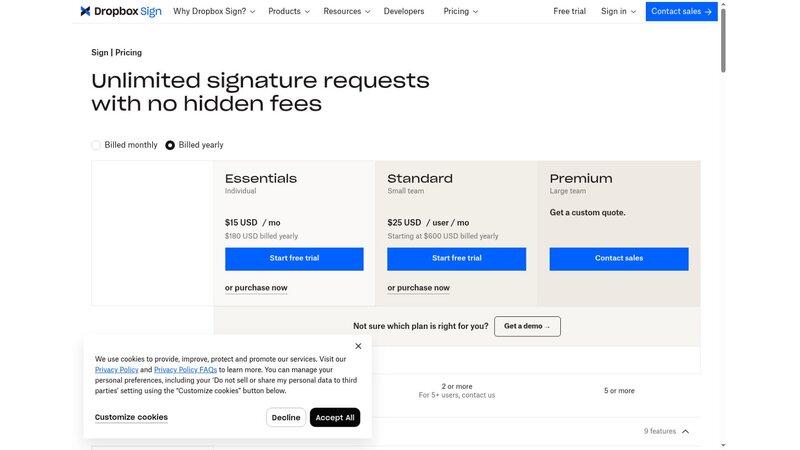 Dropbox Sign
Why Dropbox Sign?
Products
Resources
Developers
Pricing
Free trial
Sign in
Contact sales →
Sign | Pricing
Unlimited signature requests
with no hidden fees
Billed monthly
Billed yearly
Essentials
Individual
$15 USD / mo
$180 USD billed yearly
Start free trial
or purchase now
Standard
Small team
$25 USD / user / mo
Starting at $600 USD billed yearly
Start free trial
or purchase now
Premium
Large team
Get a custom quote.
Contact sales
Not sure which plan is right for you?
Get a demo →
We use cookies to provide, improve, protect and promote our services. Visit our
Privacy Policy and Privacy Policy FAQs to learn more. You can manage your
personal preferences, including your ‘Do not sell or share my personal data to third
parties’ setting using the “Customize cookies” button below.
Customize cookies
Decline
Accept All
2 or more
For 5+ users, contact us
5 or more
9 features